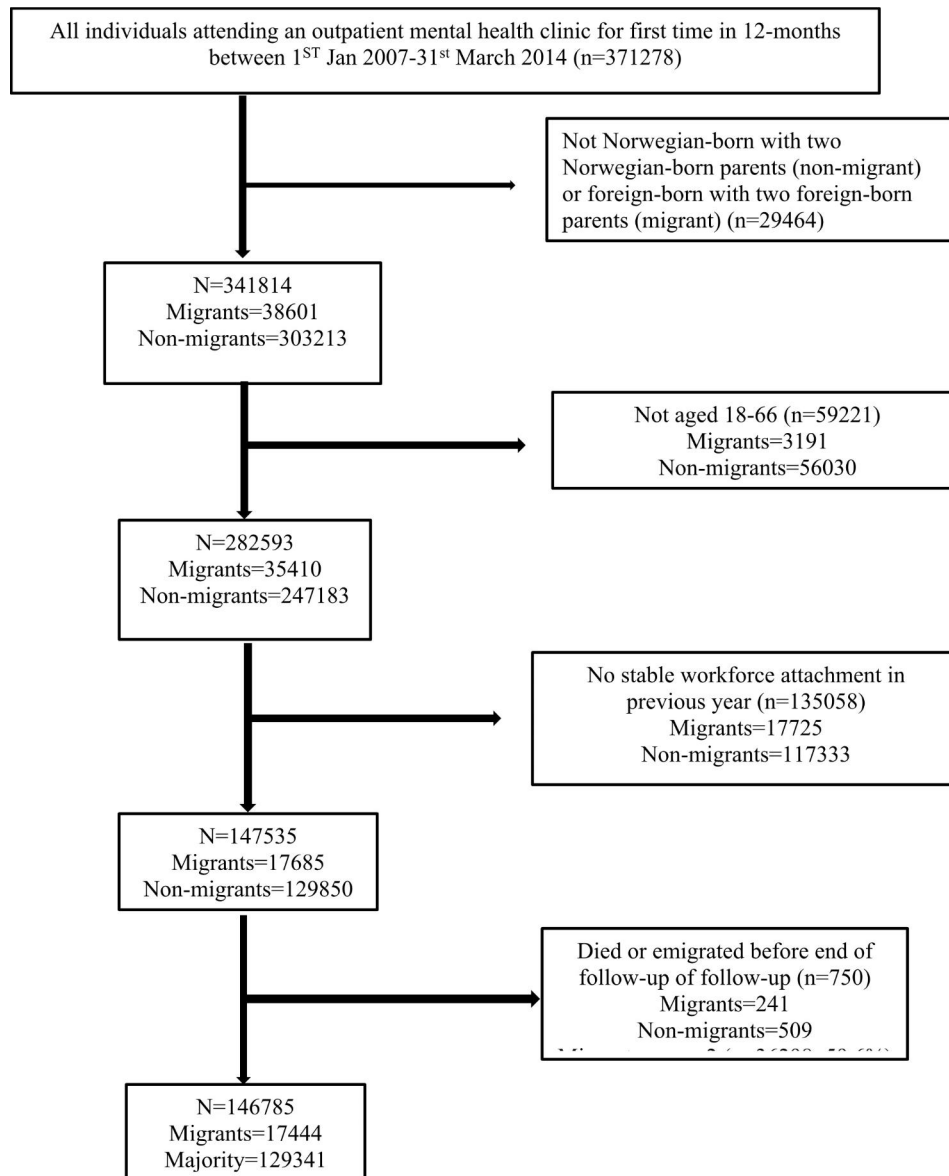 All individuals attending an outpatient mental health clinic for first time in 12-months
between 1ST Jan 2007-31st March 2014 (n=371278)
Not Norwegian-born with two
Norwegian-born parents (non-migrant)
or foreign-born with two foreign-born
parents (migrant) (n=29464)
N=341814
Migrants=38601
Non-migrants=303213
Not aged 18-66 (n=59221)
Migrants=3191
Non-migrants=56030
N=282593
Migrants=35410
Non-migrants=247183
No stable workforce attachment in
previous year (n=135058)
Migrants=17725
Non-migrants=117333
N=147535
Migrants=17685
Non-migrants=129850
Died or emigrated before end of
follow-up of follow-up (n=750)
Migrants=241
Non-migrants=509
N=146785
Migrants=17444
Majority=129341